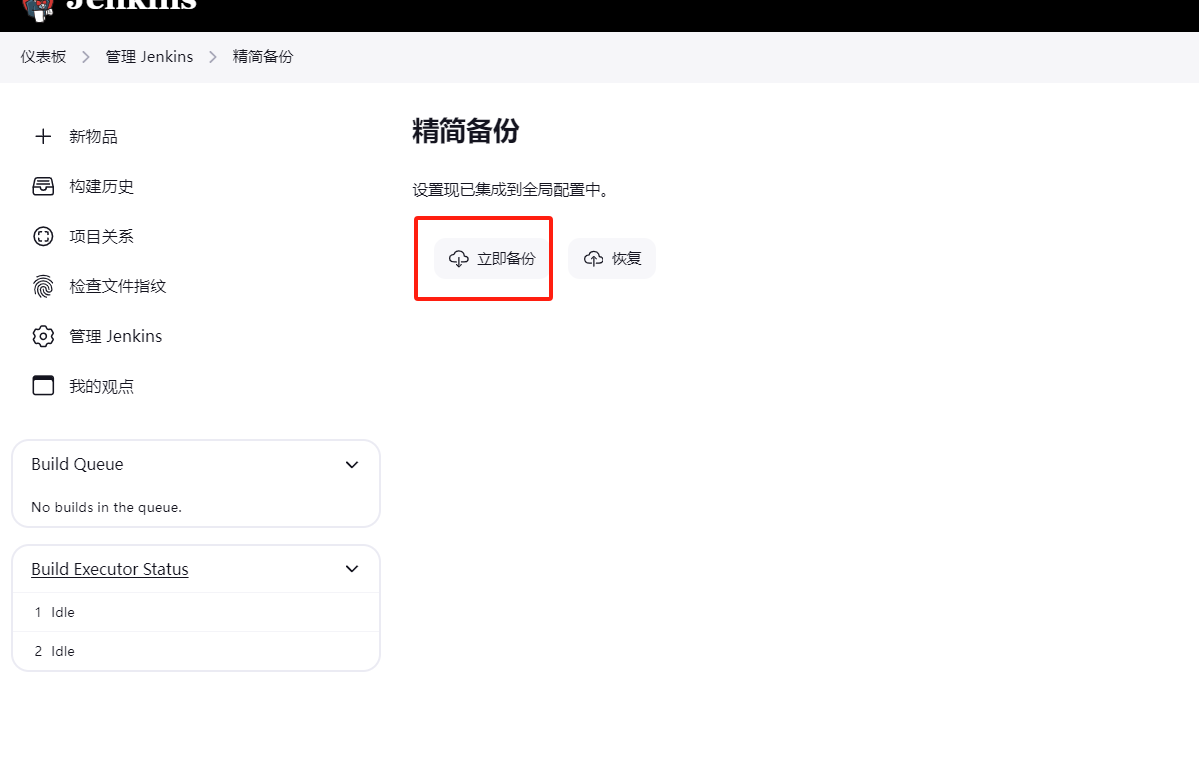 Jenkins
仪表板 管理 Jenkins 精简备份
新物品
构建历史
项目关系
检查文件指纹
管理 Jenkins
我的观点
Build Queue
No builds in the queue.
Build Executor Status
1 Idle
2 Idle
精简备份
设置现已集成到全局配置中。
立即备份 恢复